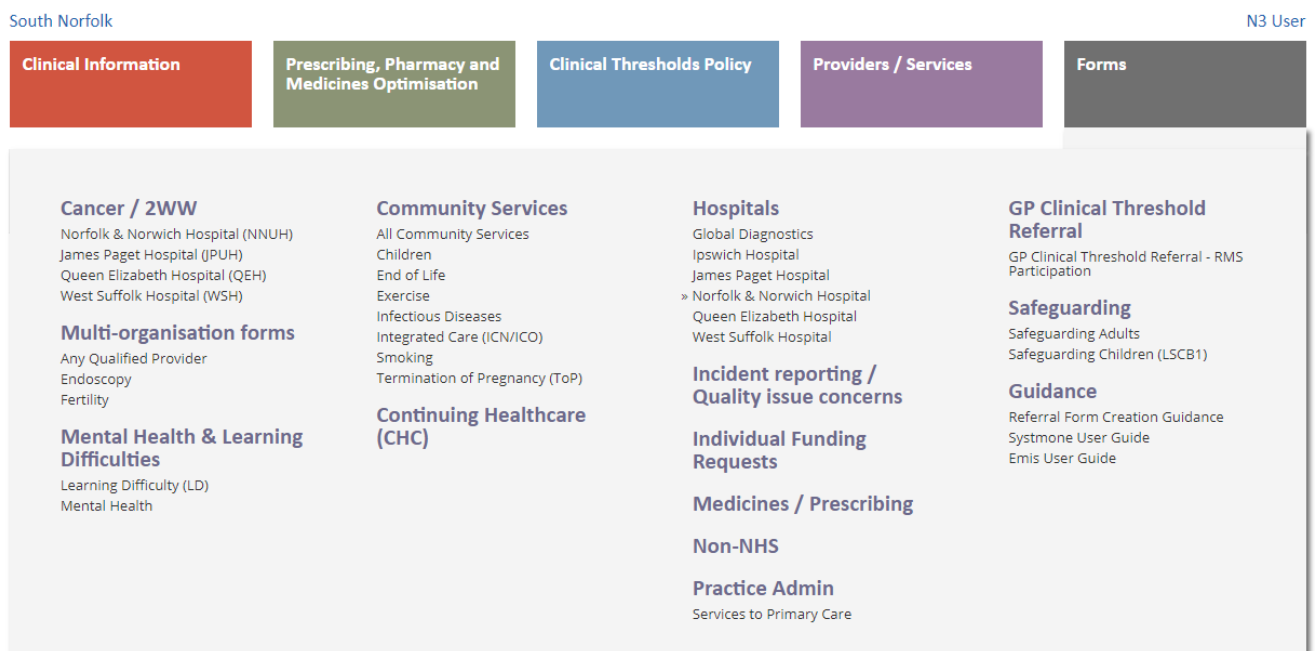 South Norfolk
N3 User
Clinical Information
Prescribing, Pharmacy and
Medicines Optimisation
Clinical Thresholds Policy
Providers / Services
Forms
Cancer / 2WW
Norfolk & Norwich Hospital (NNUH)
James Paget Hospital (JPUH)
Queen Elizabeth Hospital (QEH)
West Suffolk Hospital (WSH)
Multi-organisation forms
Any Qualified Provider
Endoscopy
Fertility
Mental Health & Learning
Difficulties
Learning Difficulty (LD)
Mental Health
Community Services
All Community Services
Children
End of Life
Exercise
Infectious Diseases
Integrated Care (ICN/ICO)
Smoking
Termination of Pregnancy (ToP)
Continuing Healthcare
(CHC)
Hospitals
Global Diagnostics
Ipswich Hospital
James Paget Hospital
» Norfolk & Norwich Hospital
Queen Elizabeth Hospital
West Suffolk Hospital
Incident reporting /
Quality issue concerns
Individual Funding
Requests
Medicines / Prescribing
Non-NHS
Practice Admin
Services to Primary Care
GP Clinical Threshold
Referral
GP Clinical Threshold Referral - RMS
Participation
Safeguarding
Safeguarding Adults
Safeguarding Children (LSCB1)
Guidance
Referral Form Creation Guidance
Systmone User Guide
Emis User Guide